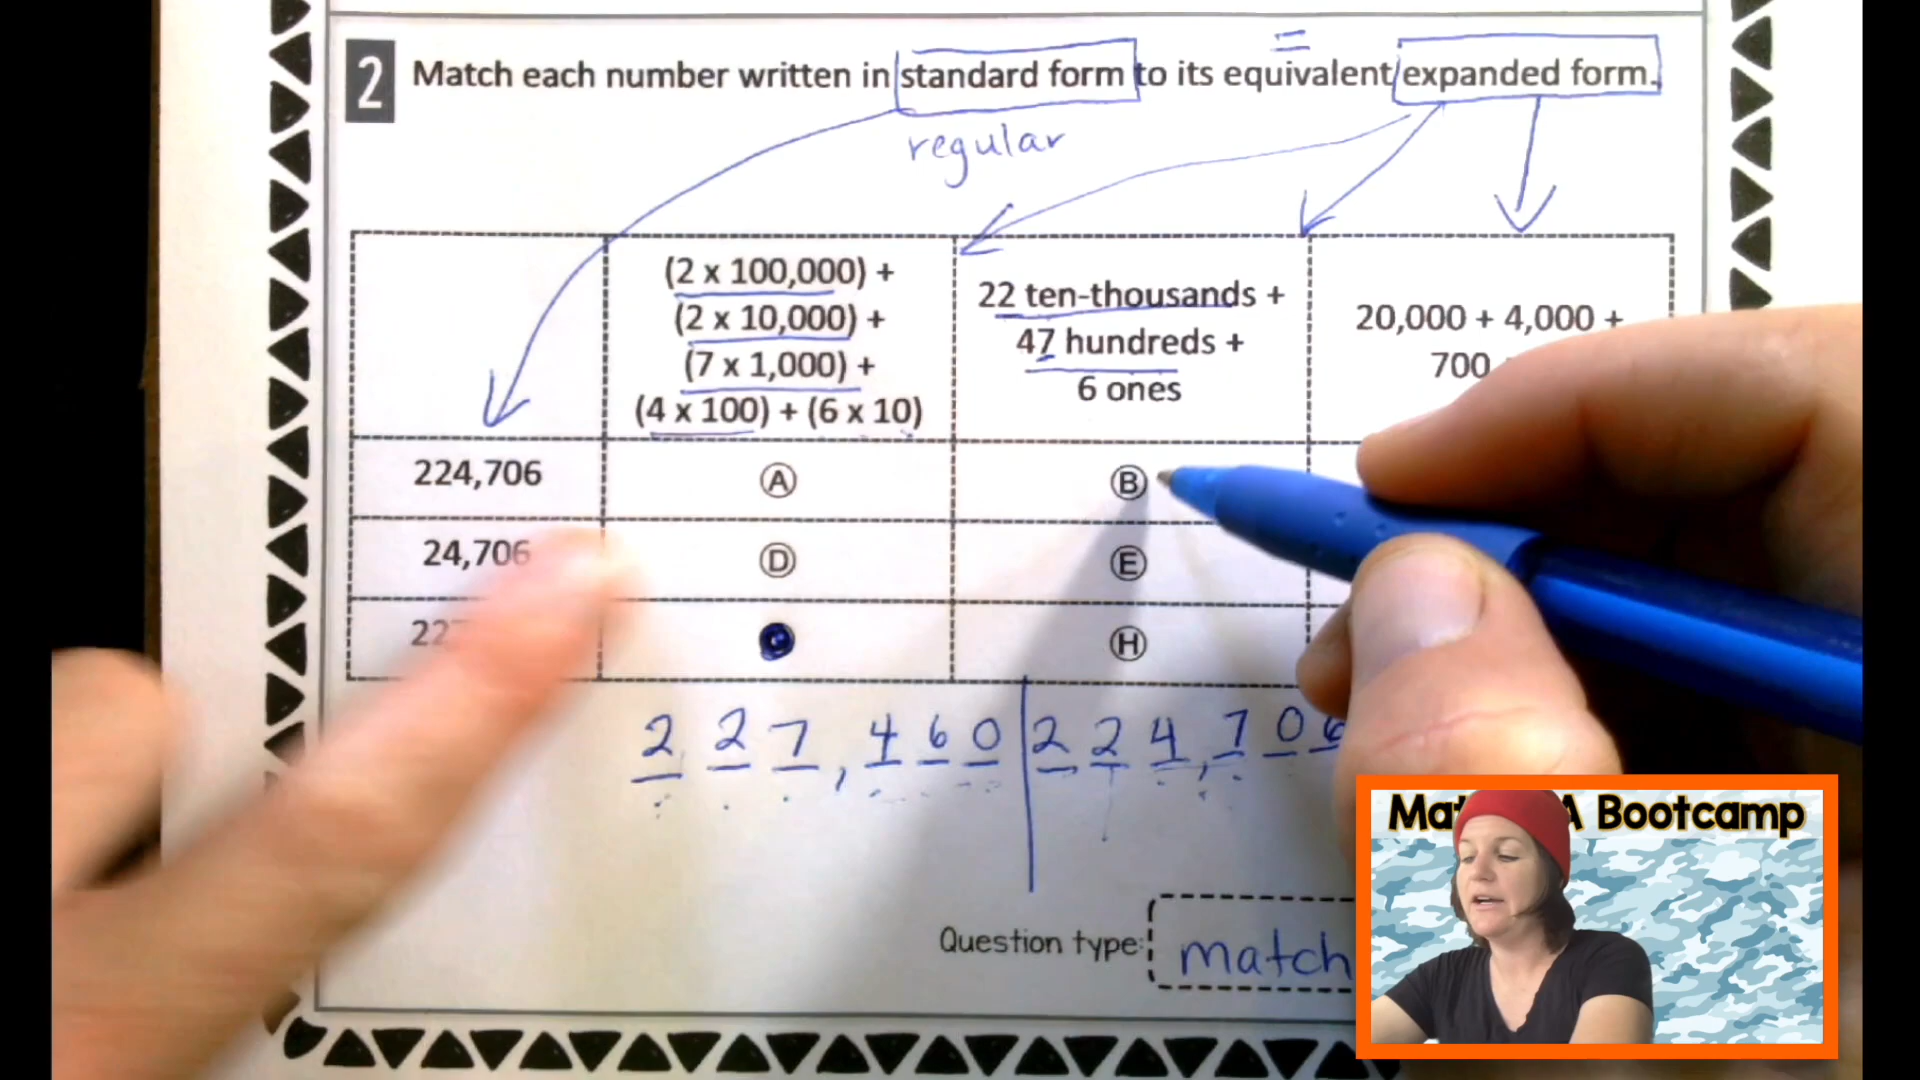 2 Match each number written in standard form to its equivalent expanded form.
=
regular
(2 x 100,000) +
(2 x 10,000) +
(7 x 1,000) +
(4 x 100) + (6 x 10)
22 ten-thousands +
47 hundreds +
6 ones
20,000 + 4,000 +
700
224,706 A B
24,706 D E
22 H
2 2 7, 4 6 0 2 2 4, 7 0 6
Question type: match
Bootcamp